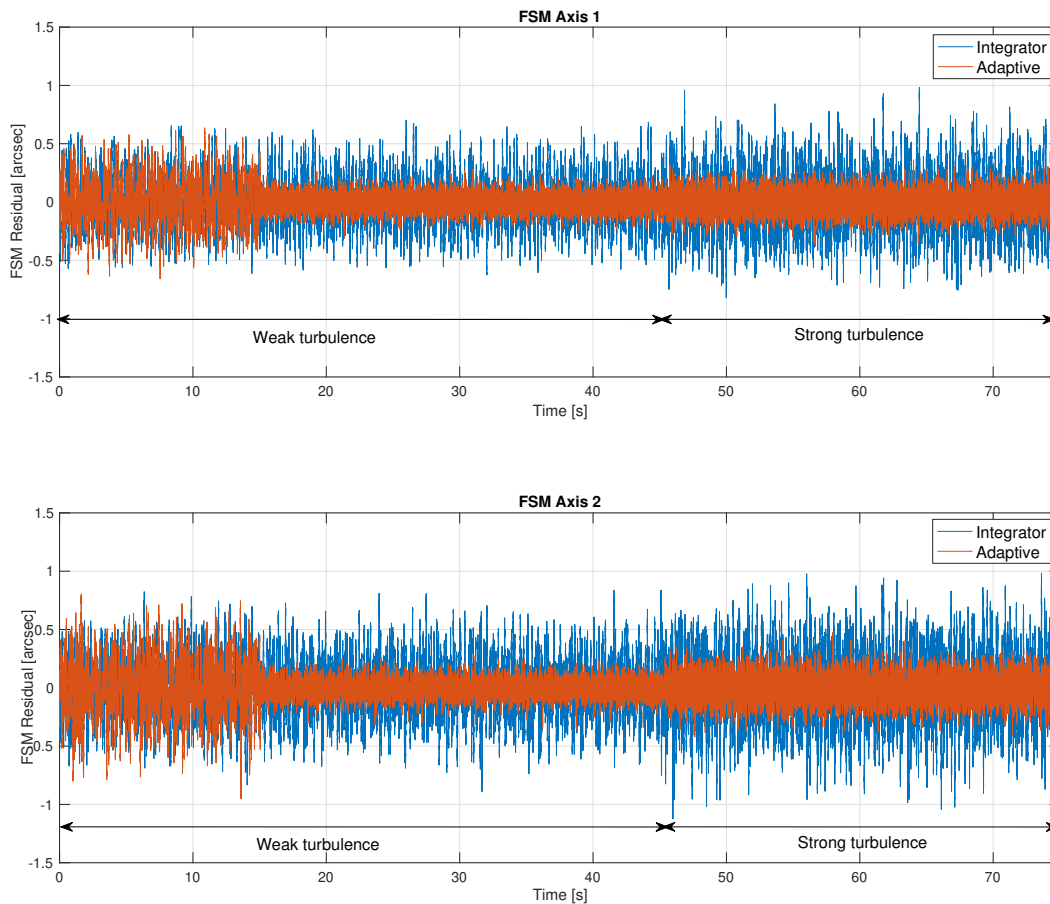 FSM Axis 1
1.5
1
0.5
0
-0.5
-1
-1.5
FSM Residual [arcsec]
Integrator
Adaptive
Weak turbulence
Strong turbulence
0 10 20 30 40 50 60 70
Time [s]
FSM Axis 2
1.5
1
0.5
0
-0.5
-1
-1.5
FSM Residual [arcsec]
Integrator
Adaptive
Weak turbulence
Strong turbulence
0 10 20 30 40 50 60 70
Time [s]